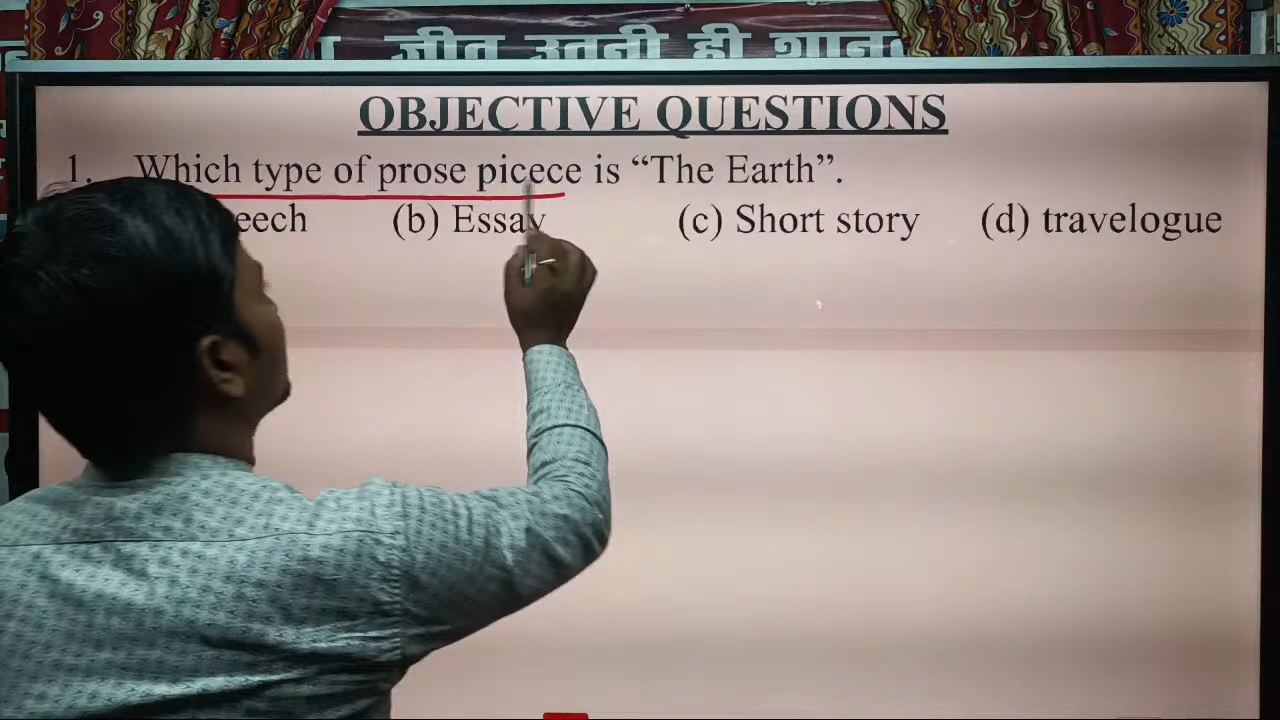 जीत उतनी ही
OBJECTIVE QUESTIONS
1. Which type of prose picece is “The Earth”.
eech (b) Essay (c) Short story (d) travelogue